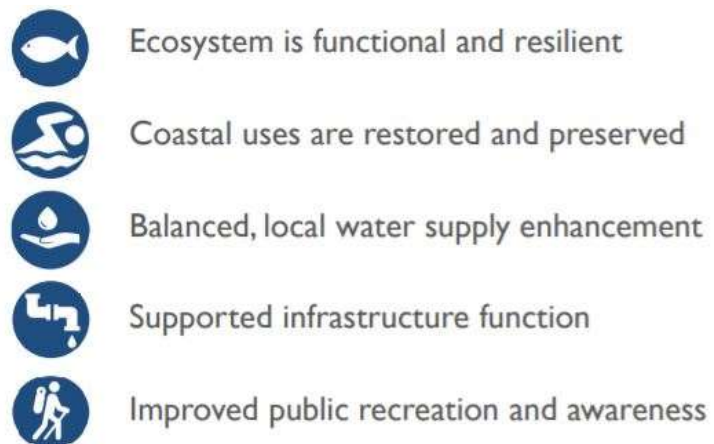 Ecosystem is functional and resilient
Coastal uses are restored and preserved
Balanced, local water supply enhancement
Supported infrastructure function
Improved public recreation and awareness